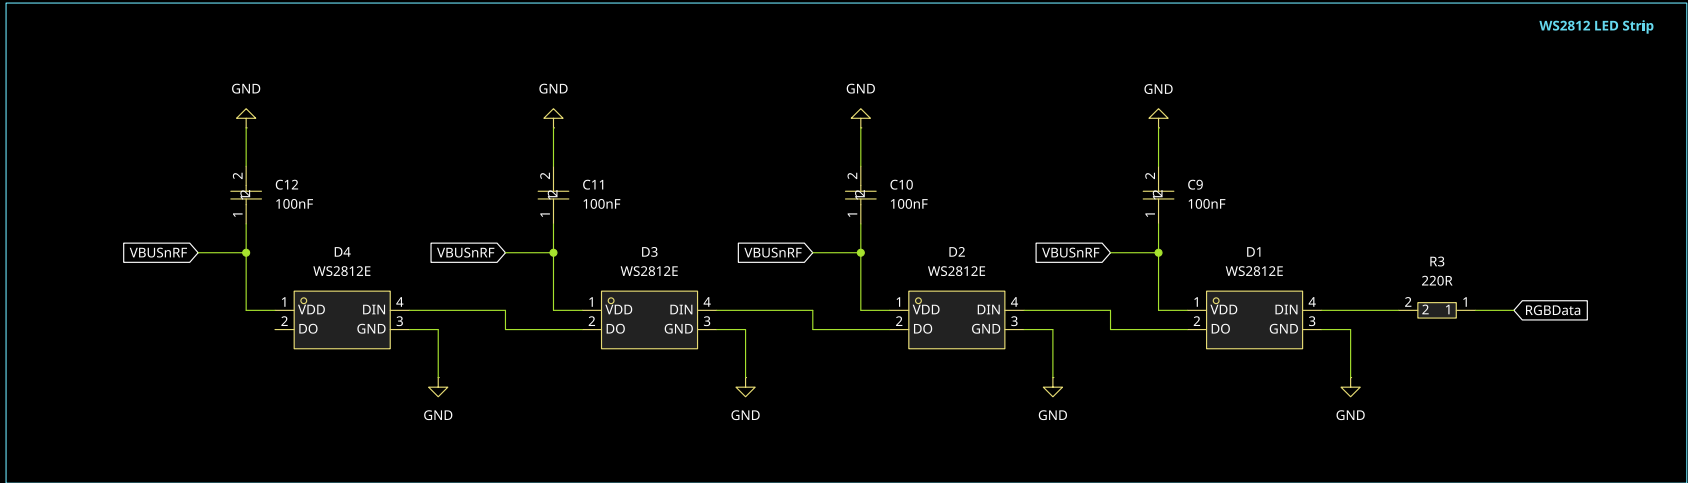 WS2812 LED Strip
GND GND GND GND
2 2 2 2
C12 C11 C10 C9
100nF 100nF 100nF 100nF
1 1 1 1
VBUSnRF D4 VBUSnRF D3 VBUSnRF D2 VBUSnRF D1
WS2812E WS2812E WS2812E WS2812E
R3
220R
1 VDD DIN 4 1 VDD DIN 4 1 VDD DIN 4 1 VDD DIN 4 2 2 1 1 RGBData
2 DO GND 3 2 DO GND 3 2 DO GND 3 2 DO GND 3
GND GND GND GND